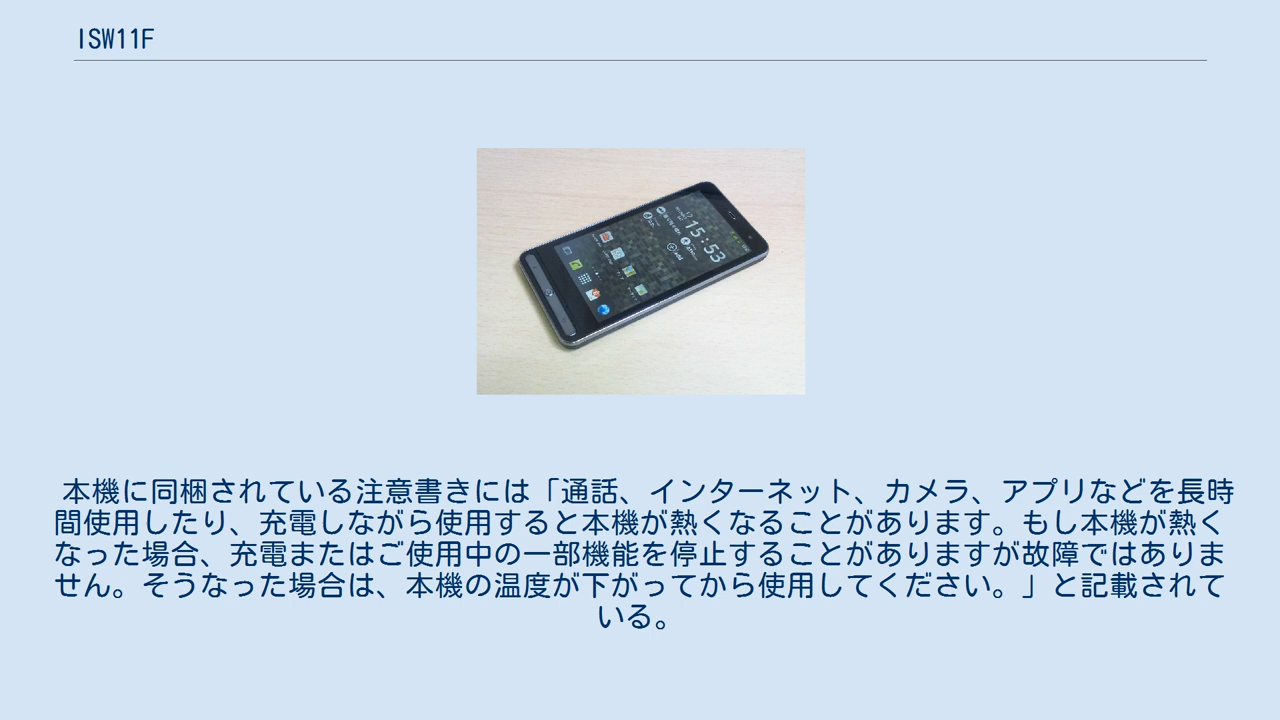 ISW11F
15:53
本機に同梱されている注意書きには「通話、インターネット、カメラ、アプリなどを長時
間使用したり、充電しながら使用すると本機が熱くなることがあります。もし本機が熱く
なった場合、充電またはご使用中の一部機能を停止することがありますが故障ではありま
せん。そうなった場合は、本機の温度が下がってから使用してください。」と記載されて
いる。